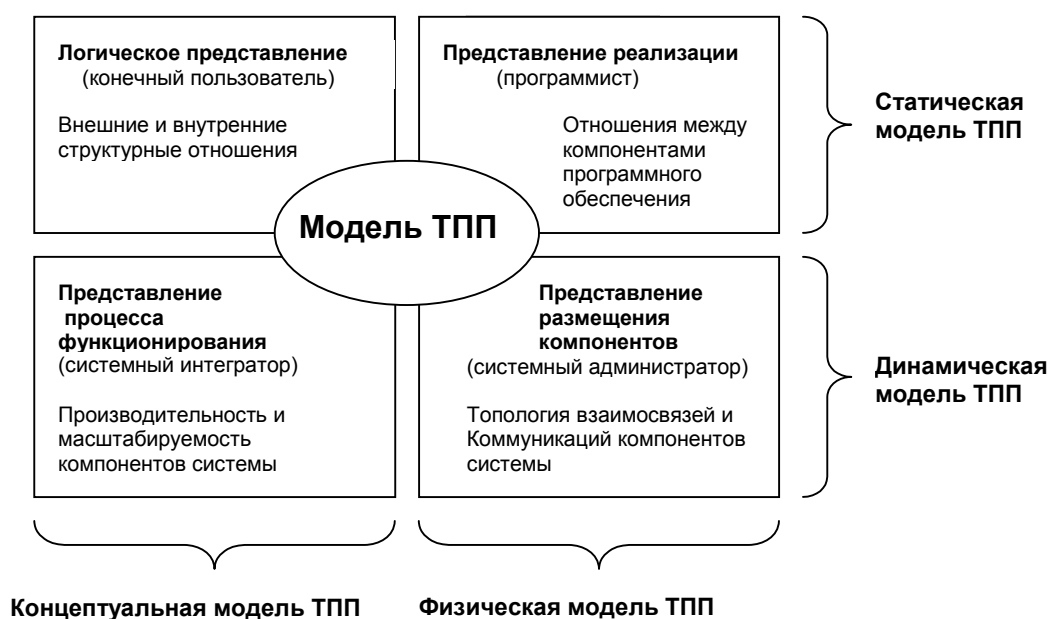 Логическое представление
(конечный пользователь)
Внешние и внутренние
структурные отношения
Представление реализации
(программист)
Отношения между
компонентами
программного
обеспечения
Статическая
модель ТПП
Модель ТПП
Представление
процесса
функционирования
(системный интегратор)
Производительность и
масштабируемость
компонентов системы
Представление
размещения
компонентов
(системный администратор)
Топология взаимосвязей и
Коммуникаций компонентов
системы
Динамическая
модель ТПП
Концептуальная модель ТПП
Физическая модель ТПП